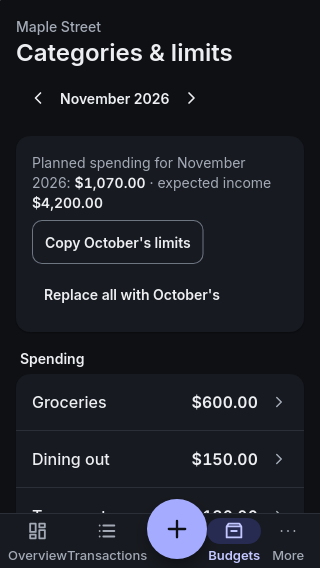 Maple Street
Categories & limits
November 2026
Planned spending for November
2026: $1,070.00 · expected income
$4,200.00
Copy October's limits
Replace all with October's
Spending
Groceries $600.00
Dining out $150.00
Overview Transactions Budgets More